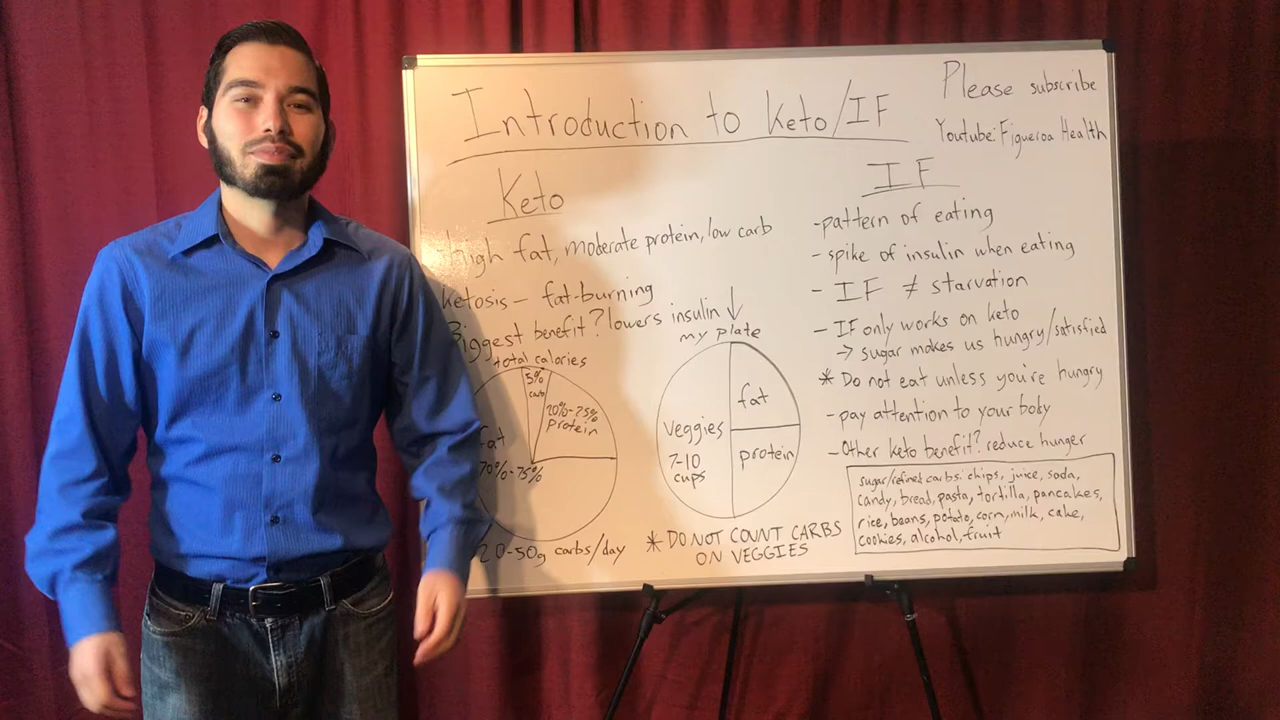 Introduction to Keto/IF
Please subscribe
Youtube: Figueroa Health
Keto
high fat, moderate protein, low carb
ketosis – fat-burning
Biggest benefit? lowers insulin ↓
total calories
5%
carb
20%-25%
Protein
fat
70%-75%
20-50g carbs/day
my plate
veggies
7-10
cups
fat
protein
* DO NOT COUNT CARBS
ON VEGGIES
IF
-pattern of eating
- spike of insulin when eating
- IF ≠ starvation
- IF only works on keto
→ sugar makes us hungry/satisfied
* Do not eat unless you're hungry
-pay attention to your body
-Other keto benefit? reduce hunger
sugar/refined carbs: chips, juice, soda,
candy, bread, pasta, tortilla, pancakes,
rice, beans, potato, corn, milk, cake,
cookies, alcohol, fruit